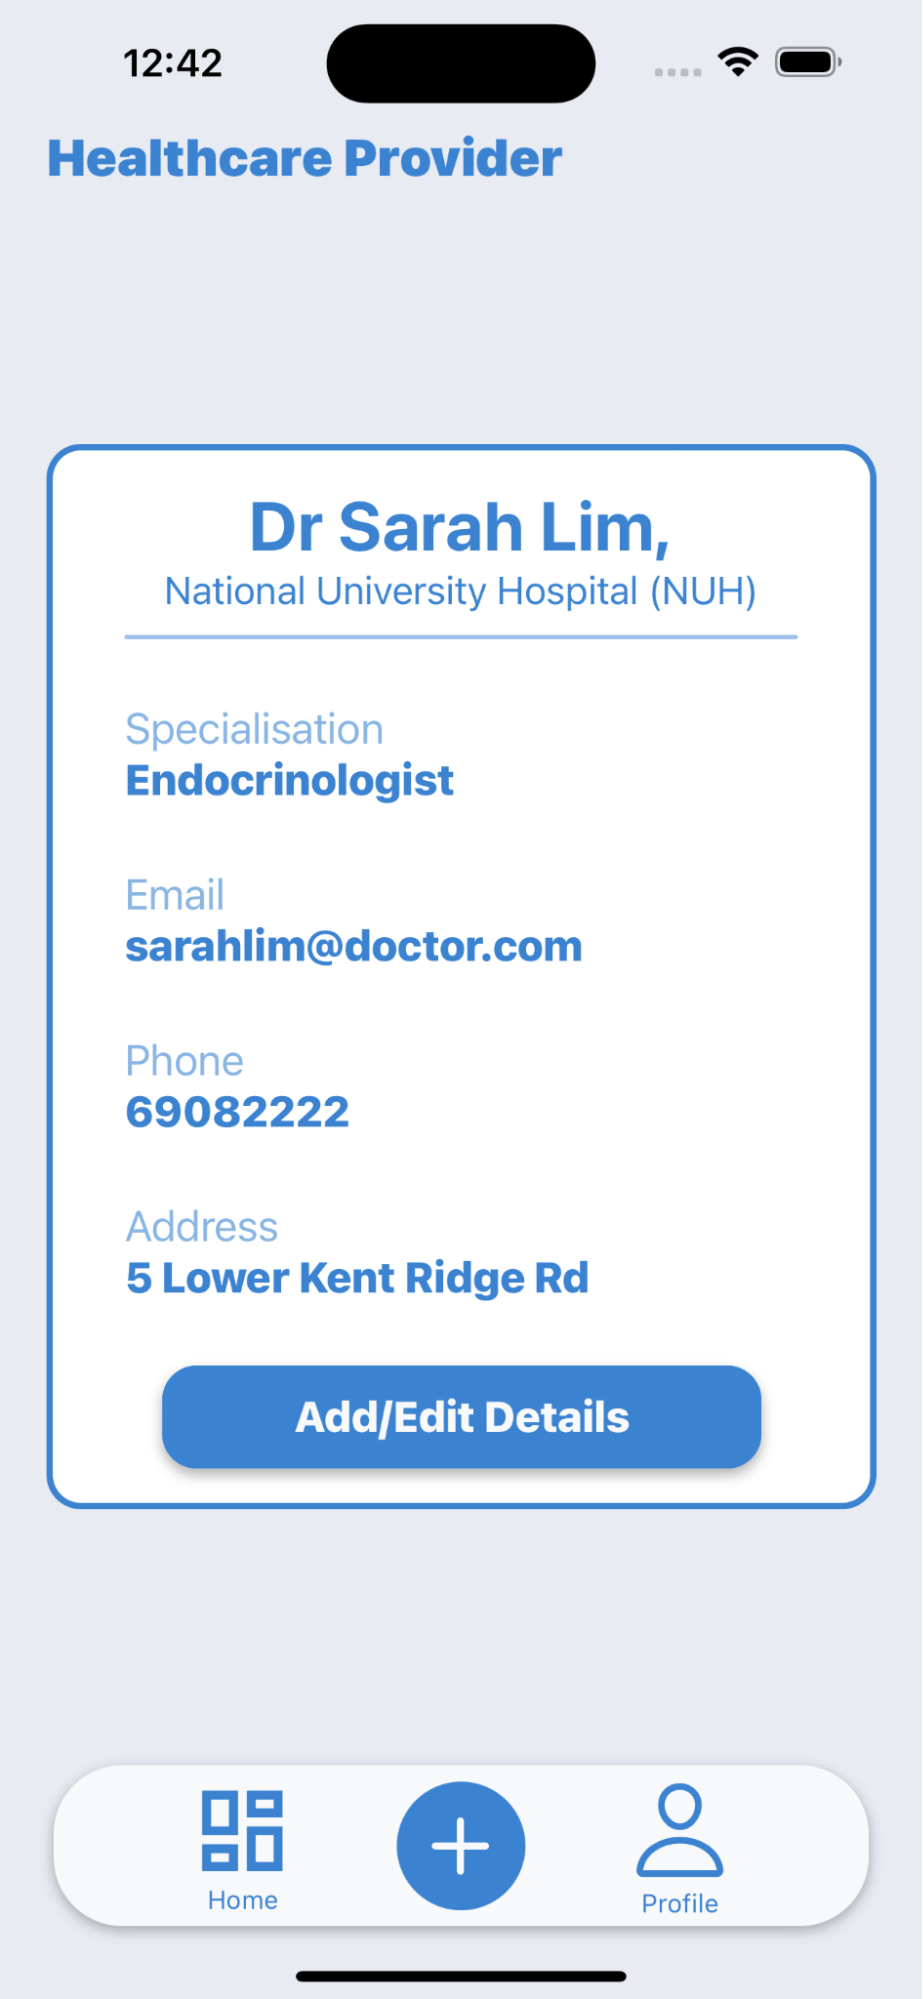 12:42
Healthcare Provider
Dr Sarah Lim,
National University Hospital (NUH)
Specialisation
Endocrinologist
Email
sarahlim@doctor.com
Phone
69082222
Address
5 Lower Kent Ridge Rd
Add/Edit Details
Home
Profile